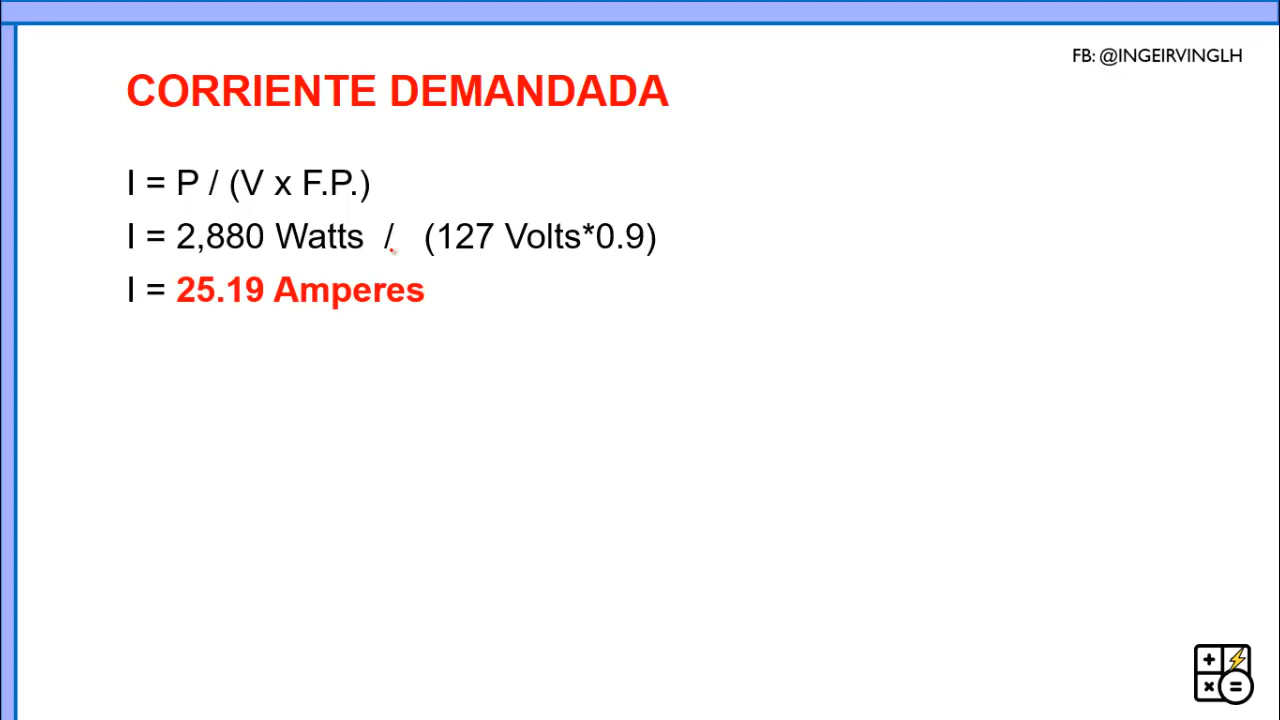 FB: @INGEIRVINGLH
CORRIENTE DEMANDADA
I = P / (V x F.P.)
I = 2,880 Watts / (127 Volts*0.9)
I = 25.19 Amperes